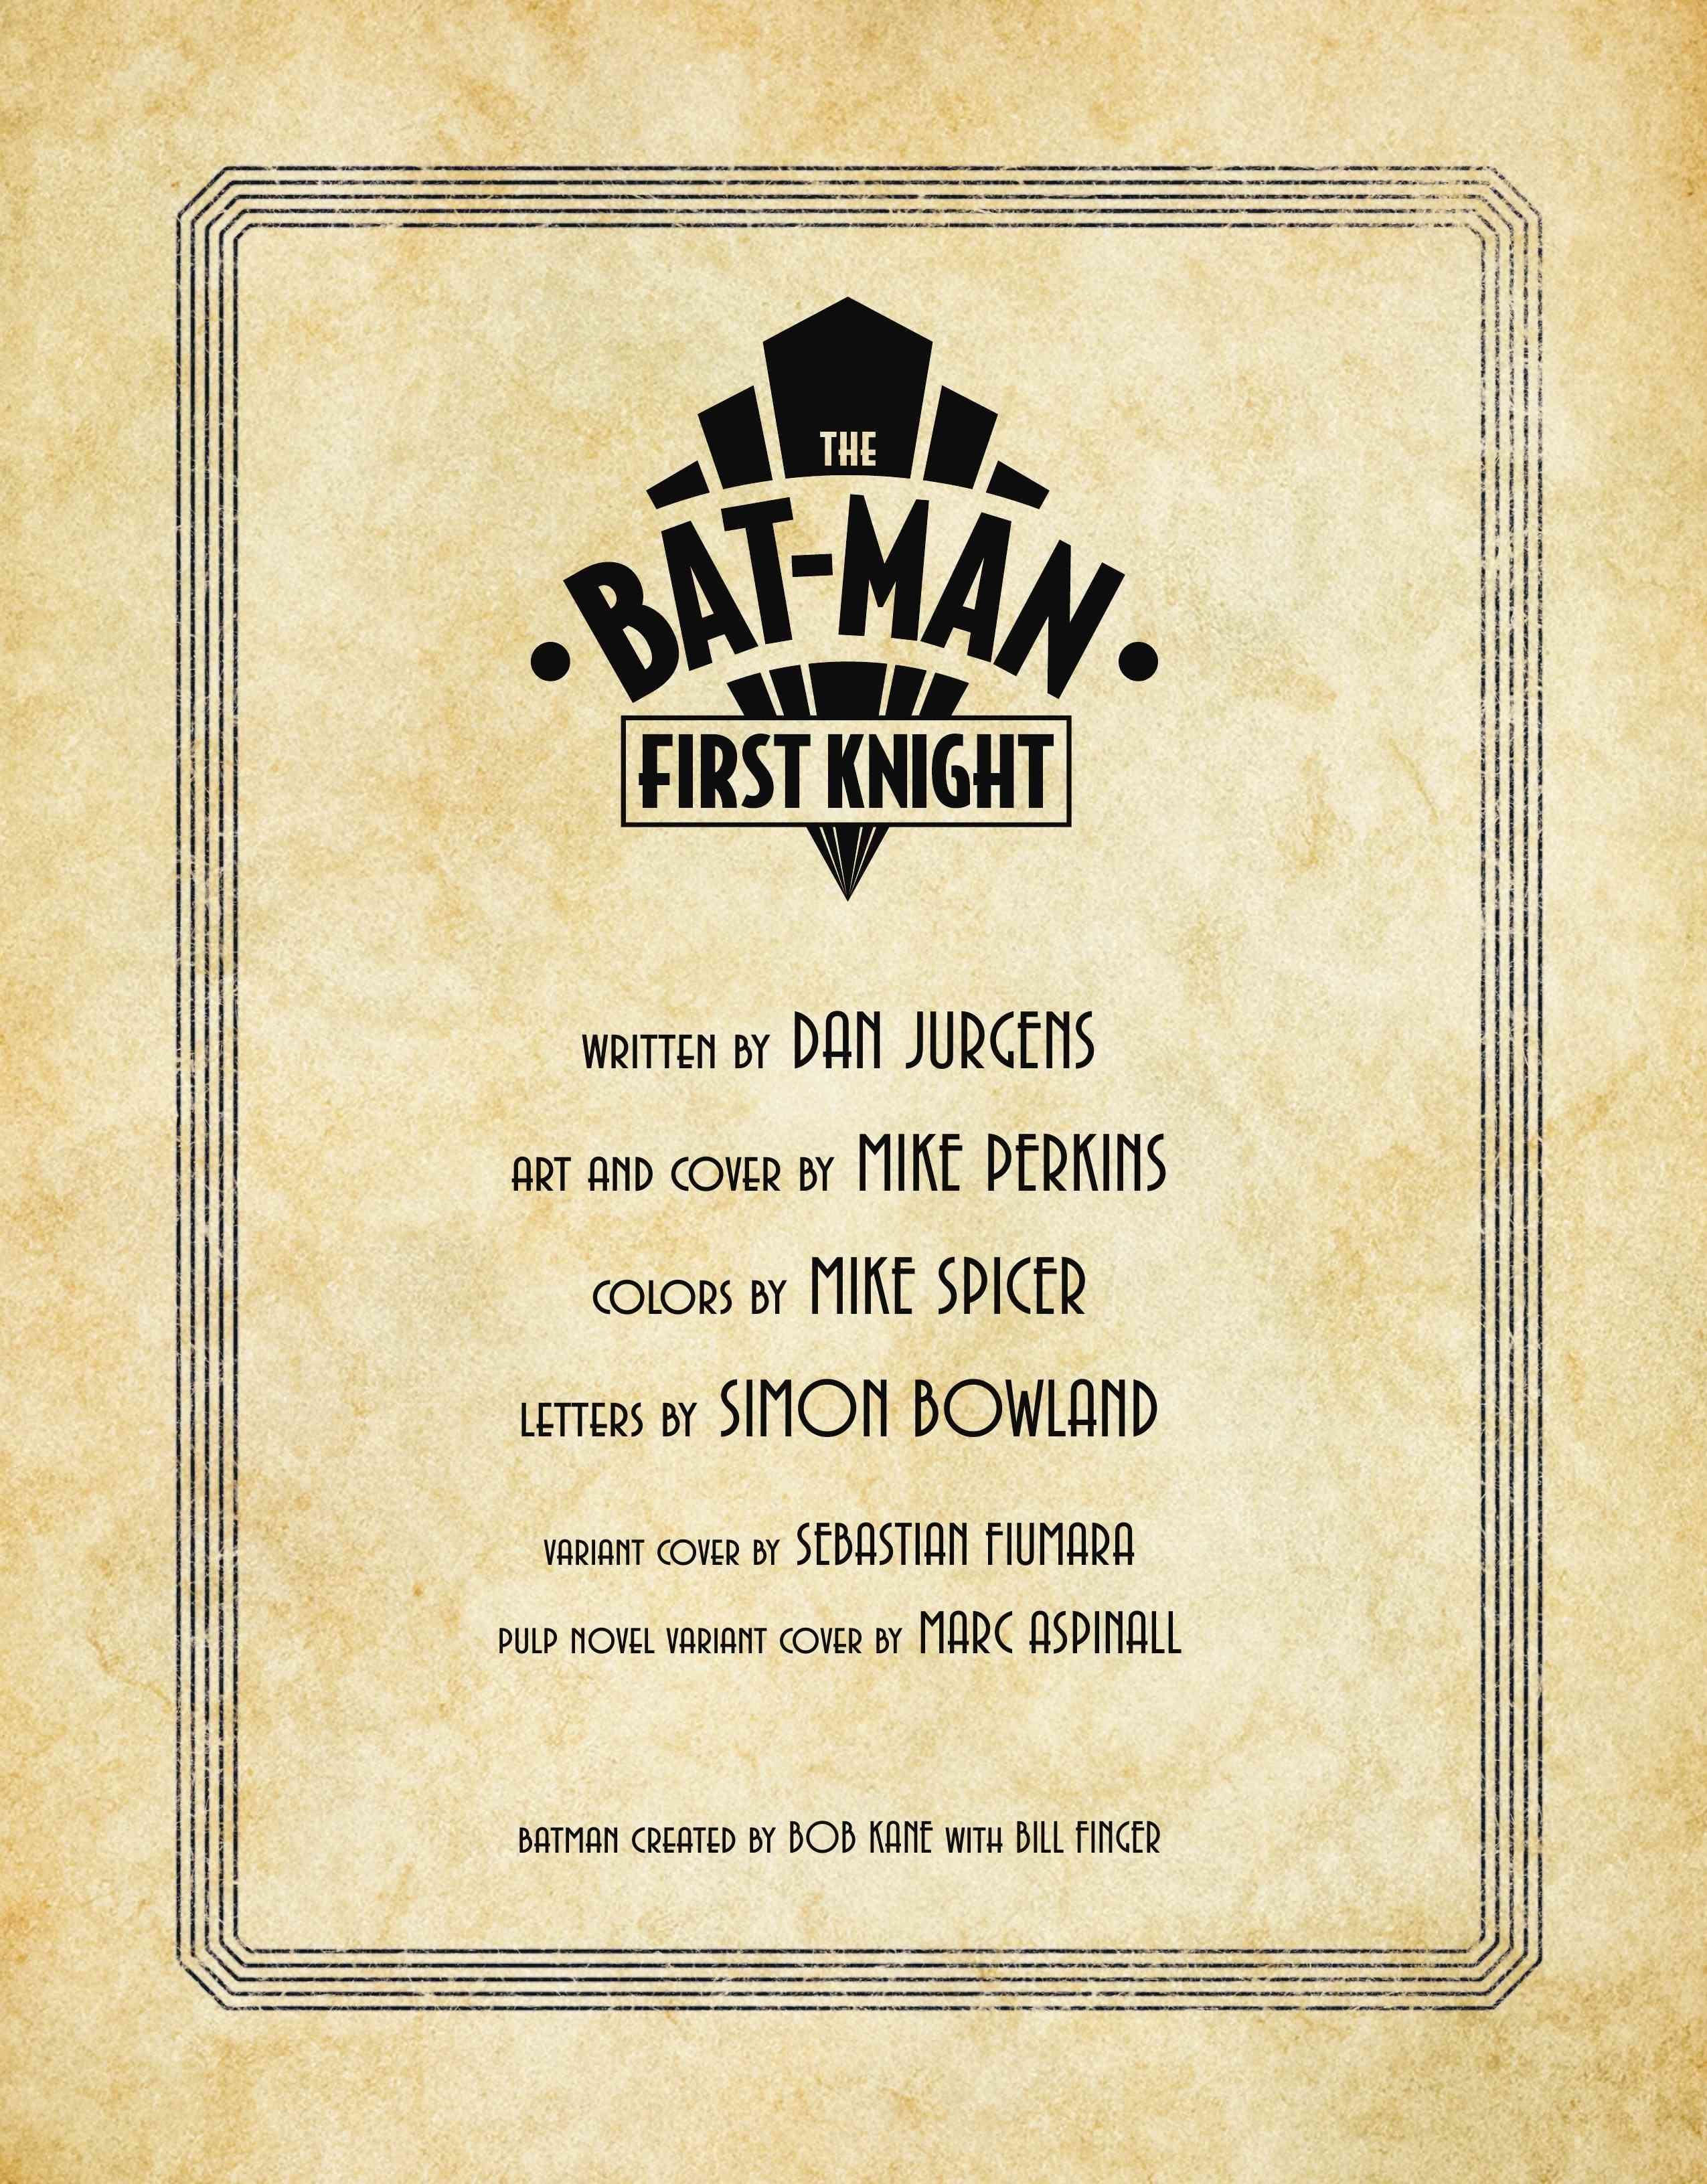 THE
BAT-MAN
FIRST KNIGHT
WRITTEN BY DAN JURGENS
ART AND COVER BY MIKE PERKINS
COLORS BY MIKE SPICER
LETTERS BY SIMON BOWLAND
VARIANT COVER BY SEBASTIAN FIUMARA
PULP NOVEL VARIANT COVER BY MARC ASPINALL
BATMAN CREATED BY BOB KANE WITH BILL FINGER